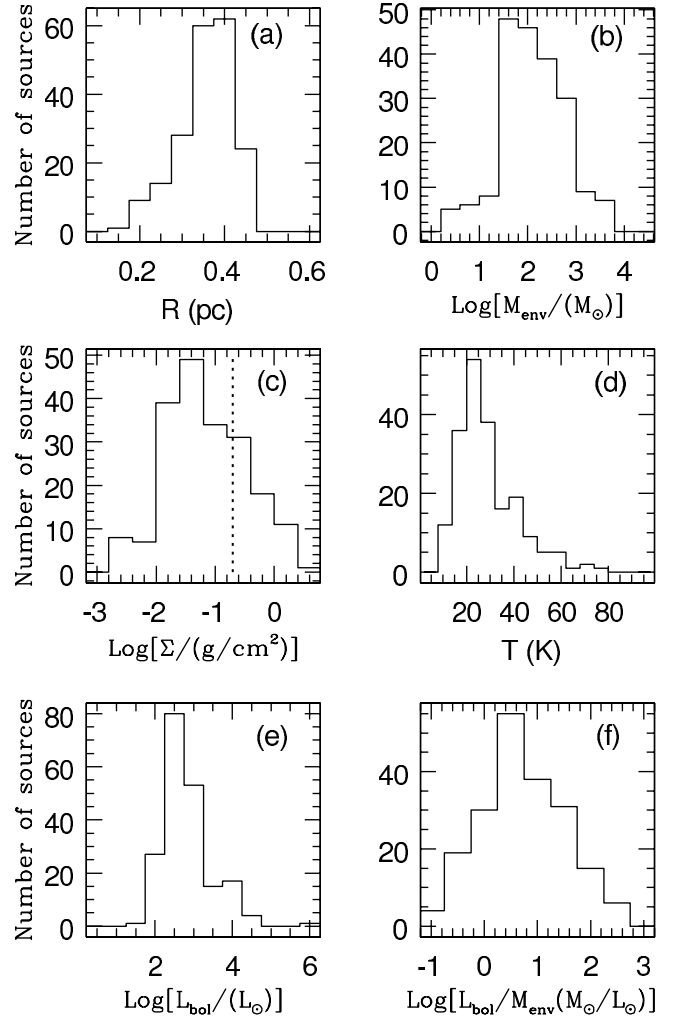 Number of sources
60
40
20
0
(a)
0.2 0.4 0.6
R (pc)
50
40
30
20
10
0
(b)
0 1 2 3 4
Log[M_env/(M_⊙)]
Number of sources
50
40
30
20
10
0
(c)
-3 -2 -1 0
Log[Σ/(g/cm²)]
40
20
0
(d)
20 40 60 80
T (K)
Number of sources
80
60
40
20
0
(e)
2 4 6
Log[L_bol/(L_⊙)]
40
20
0
(f)
-1 0 1 2 3
Log[L_bol/M_env(M_⊙/L_⊙)]